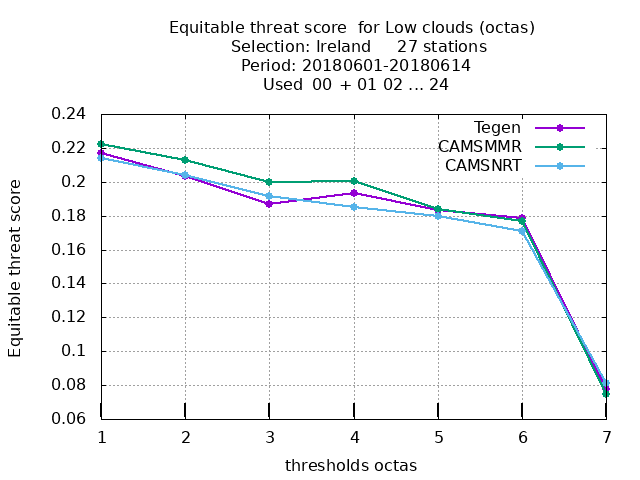 Equitable threat score  for Low clouds (octas)
Selection: Ireland     27 stations
Period: 20180601-20180614
Used  00  + 01 02 ... 24
Tegen
CAMSMMR
CAMSNRT
Equitable threat score
0.24
0.22
0.2
0.18
0.16
0.14
0.12
0.1
0.08
0.06
1 2 3 4 5 6 7
thresholds octas